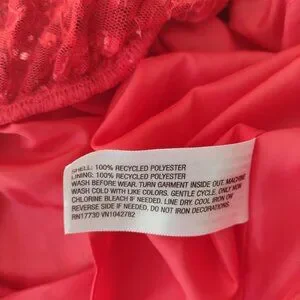 SHELL: 100% RECYCLED POLYESTER
LINING: 100% RECYCLED POLYESTER
WASH BEFORE WEAR. TURN GARMENT INSIDE OUT. MACHINE
WASH COLD WITH LIKE COLORS. GENTLE CYCLE. ONLY NON
CHLORINE BLEACH IF NEEDED. LINE DRY. COOL IRON ON
REVERSE SIDE IF NEEDED. DO NOT IRON DECORATIONS.
RN17730 VN1042782